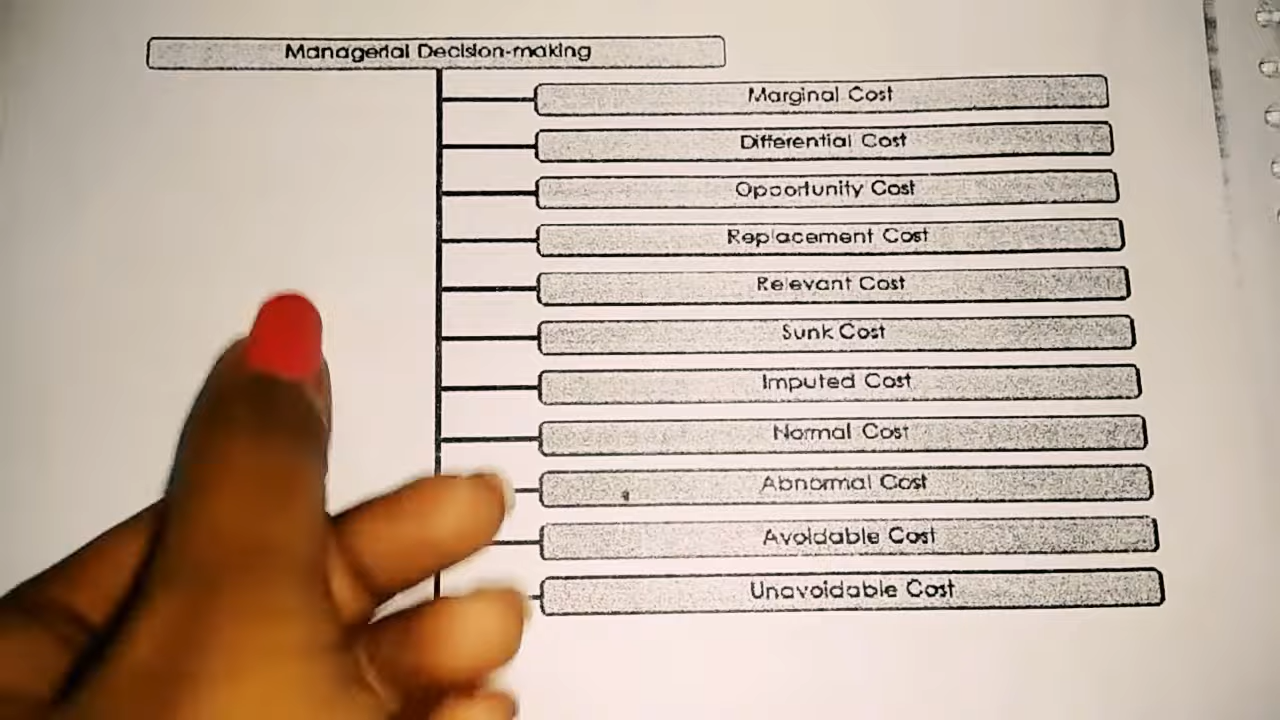 Managerial Decision-making
Marginal Cost
Differential Cost
Opportunity Cost
Replacement Cost
Relevant Cost
Sunk Cost
Imputed Cost
Normal Cost
Abnormal Cost
Avoidable Cost
Unavoidable Cost